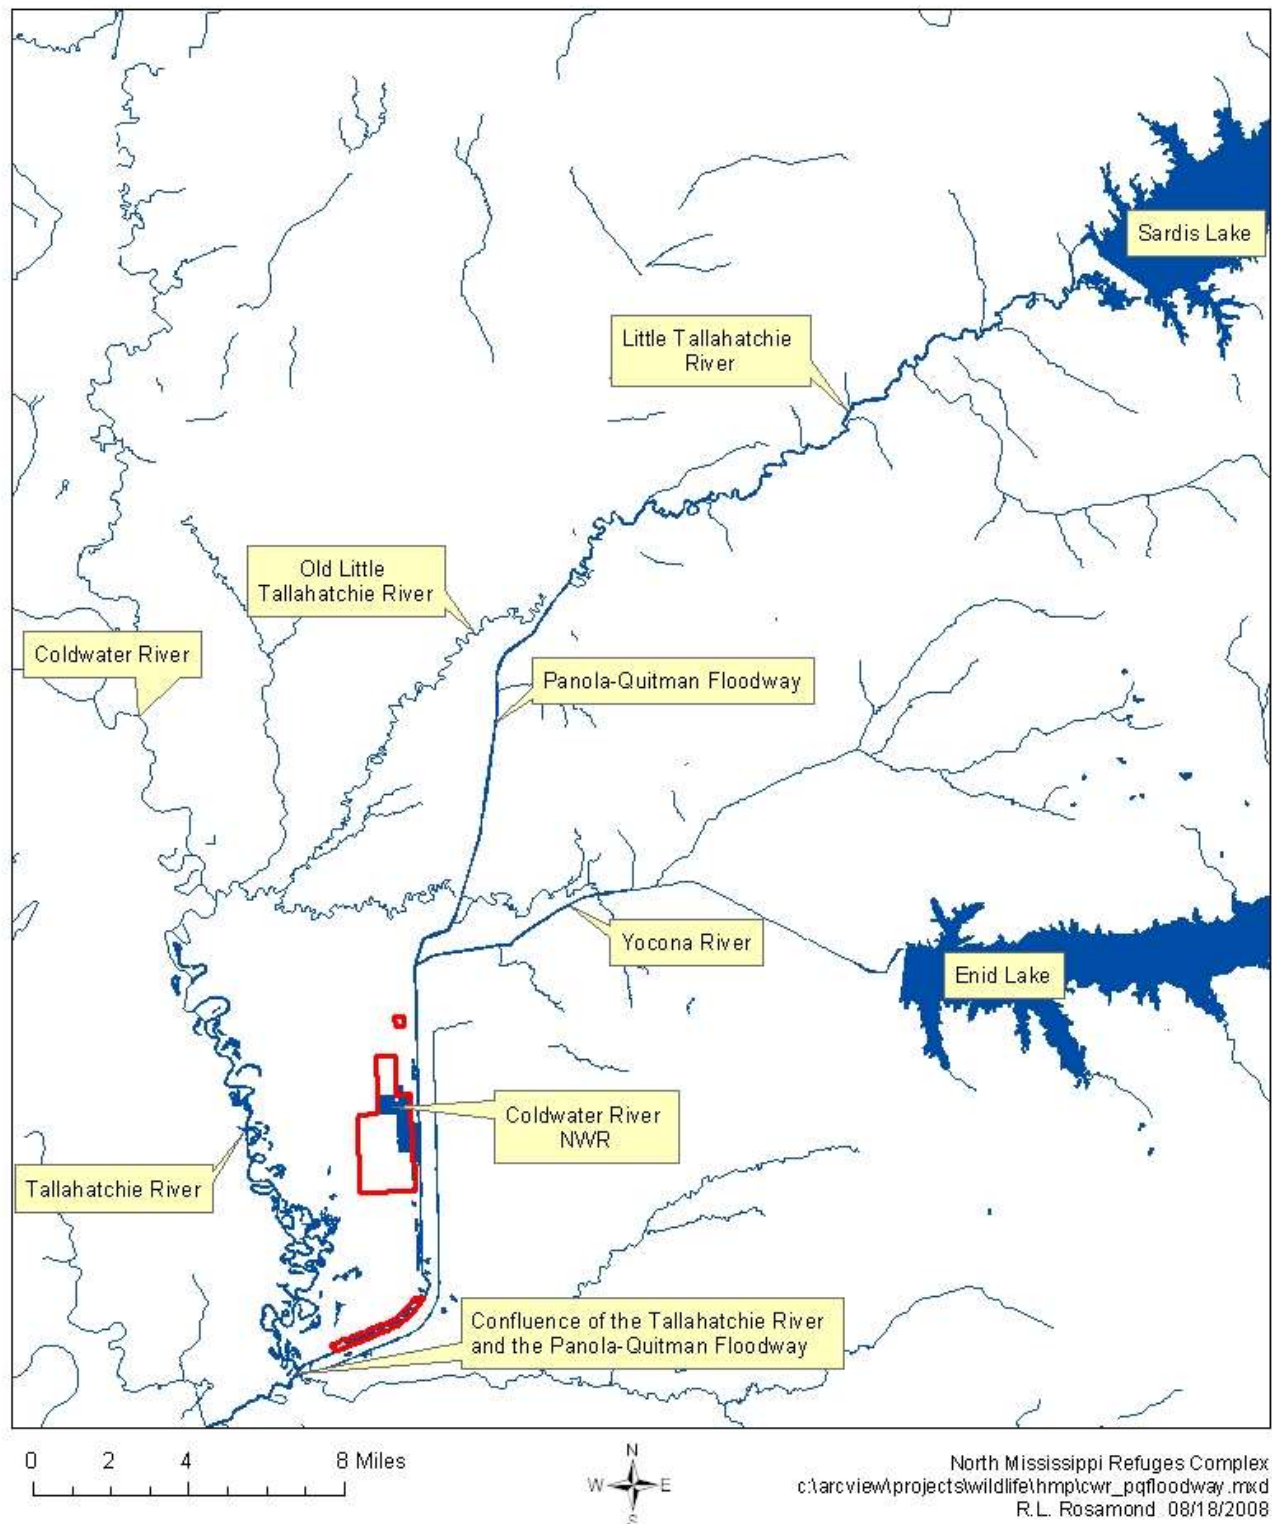 Sardis Lake
Little Tallahatchie
River
Old Little
Tallahatchie River
Coldwater River
Panola-Quitman Floodway
Yocona River
Enid Lake
Coldwater River
NWR
Tallahatchie River
Confluence of the Tallahatchie River
and the Panola-Quitman Floodway
0 2 4 8 Miles
N
W E
S
North Mississippi Refuges Complex
c:\arcview\projects\wildlife\hmp\cwr_pqfloodway.mxd
R.L. Rosamond 08/18/2008